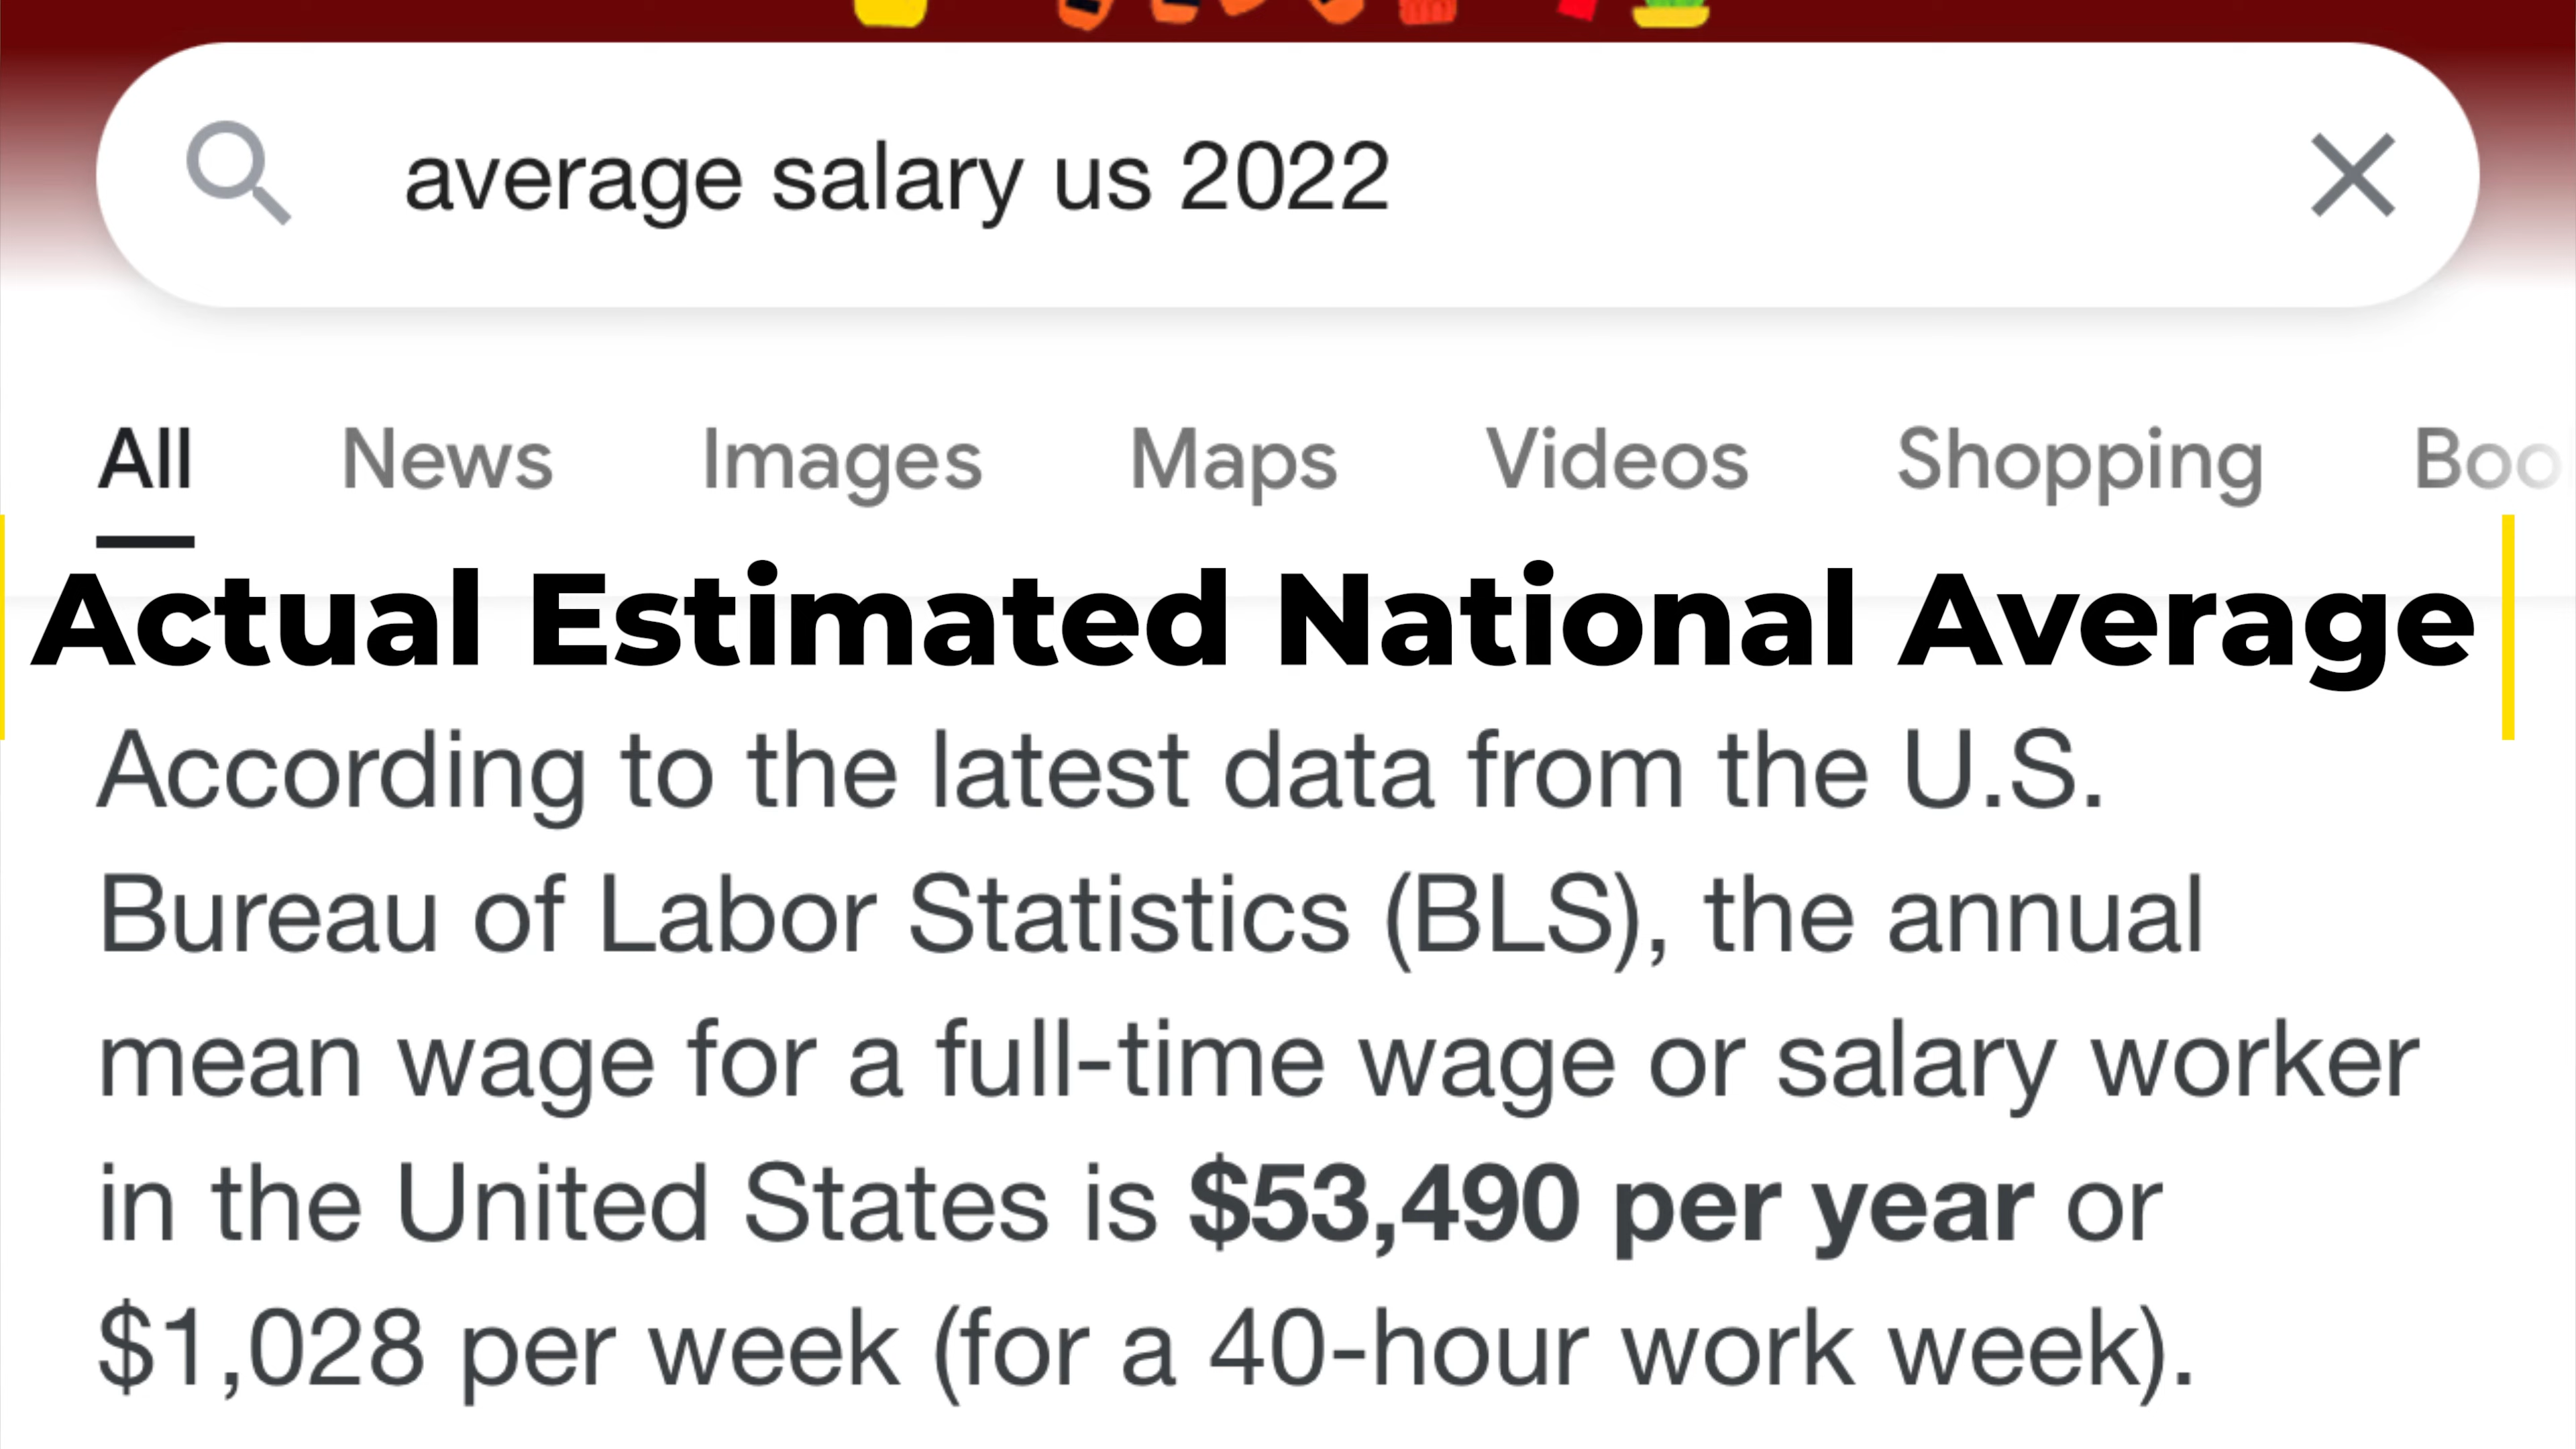 average salary us 2022
All News Images Maps Videos Shopping Boo
Actual Estimated National Average
According to the latest data from the U.S.
Bureau of Labor Statistics (BLS), the annual
mean wage for a full-time wage or salary worker
in the United States is $53,490 per year or
$1,028 per week (for a 40-hour work week).